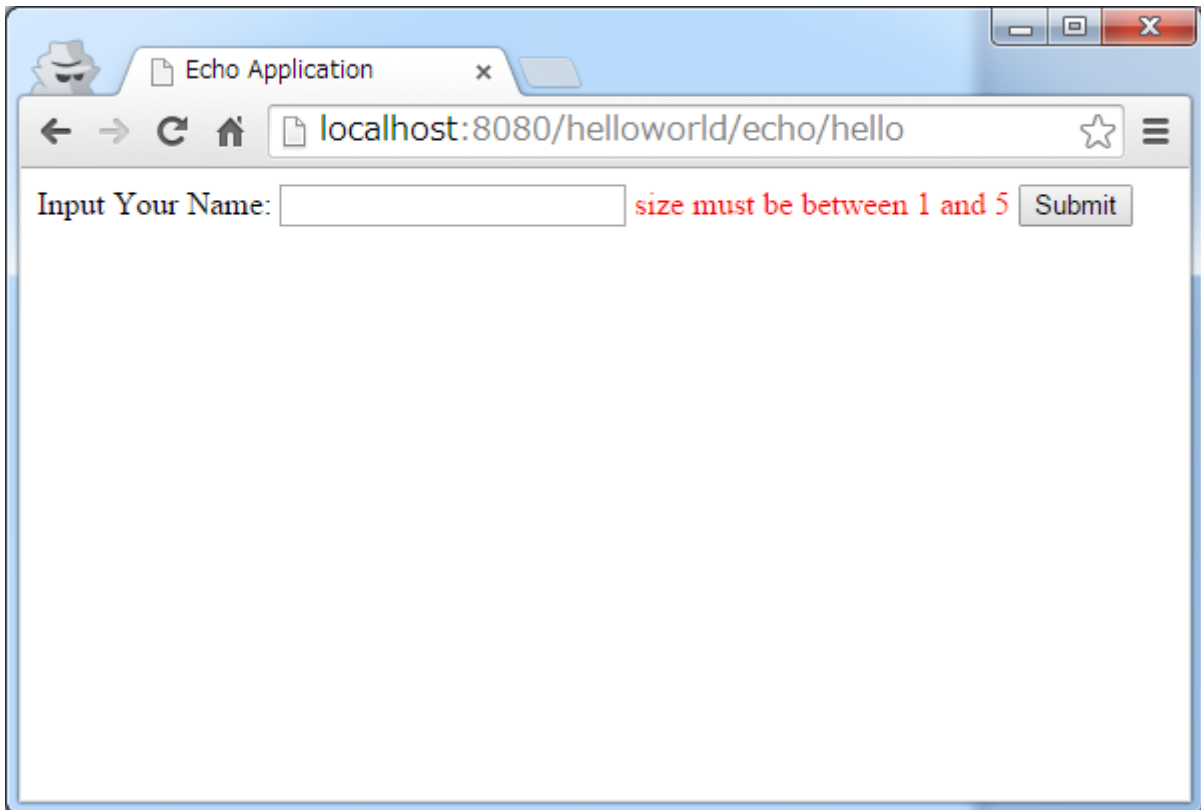 Echo Application
localhost:8080/helloworld/echo/hello
Input Your Name: size must be between 1 and 5 Submit